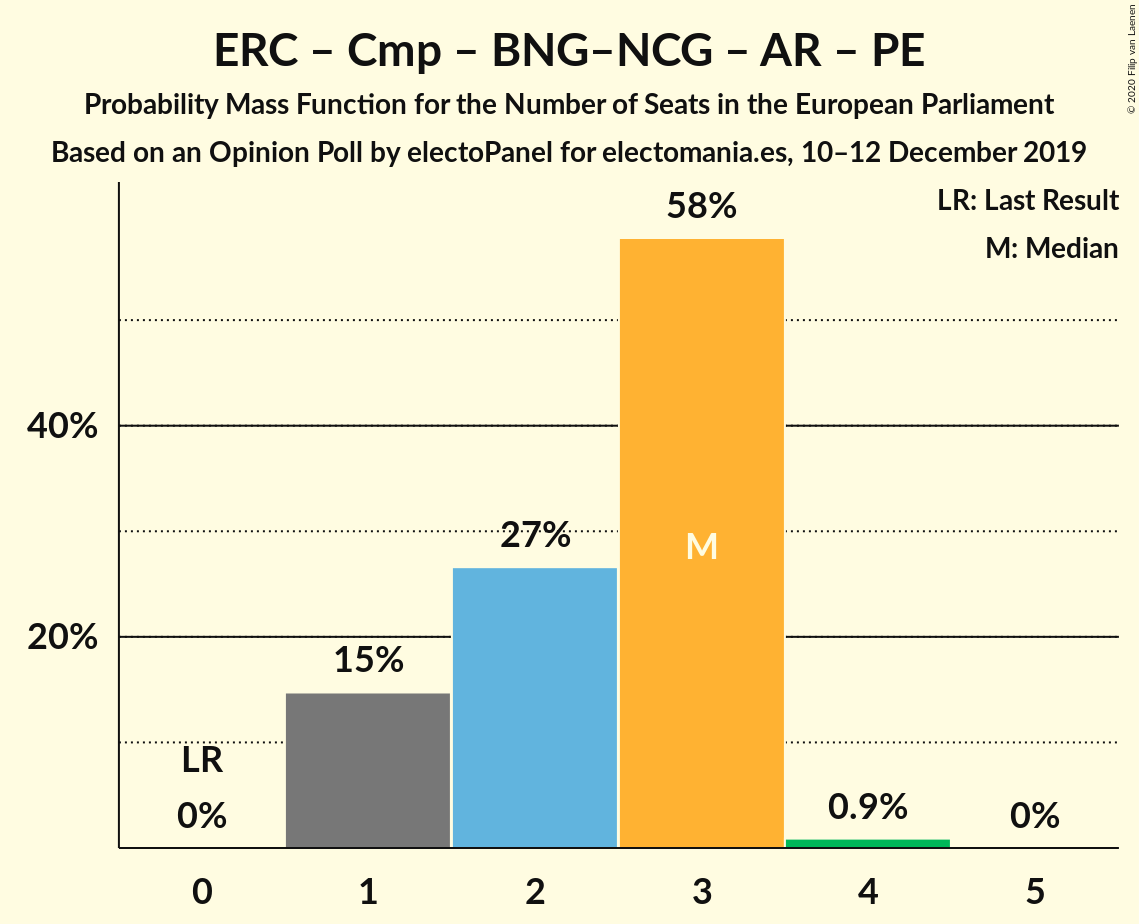 ERC – Cmp – BNG–NCG – AR – PE
Probability Mass Function for the Number of Seats in the European Parliament
Based on an Opinion Poll by electoPanel for electomania.es, 10–12 December 2019
© 2020 Filip van Laenen
LR: Last Result
M: Median
58%
40%
27%
M
20%
15%
LR
0%
0.9%
0%
0 1 2 3 4 5